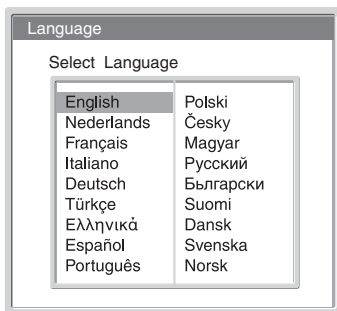 Language
Select Language
English
Nederlands
Français
Italiano
Deutsch
Türkçe
Ελληνικά
Español
Português
Polski
Česky
Magyar
Русский
Бьлгарски
Suomi
Dansk
Svenska
Norsk